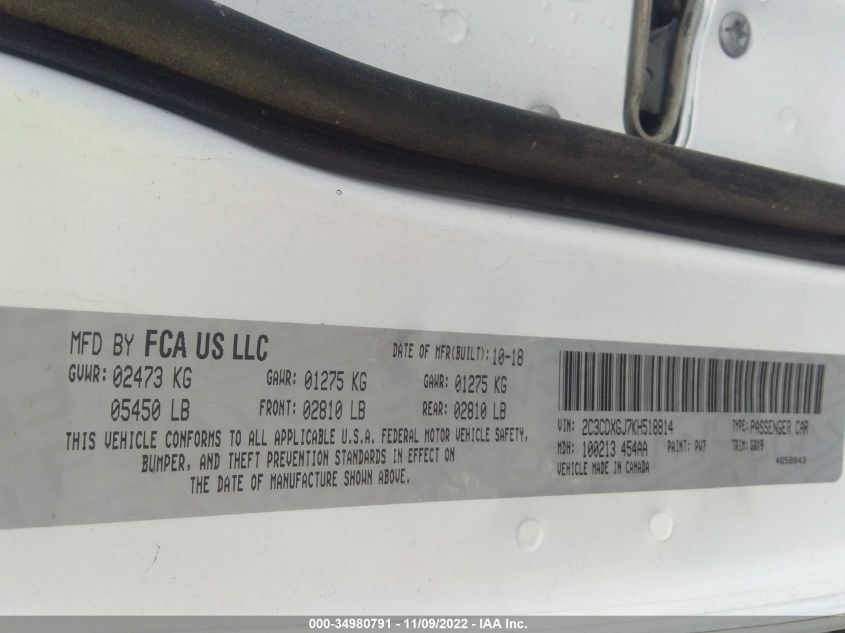 MFD BY FCA US LLC DATE OF MFR(BUILT): 10-18
GVWR: 02473 KG GAWR: 01275 KG GAWR: 01275 KG
05450 LB FRONT: 02810 LB REAR: 02810 LB
THIS VEHICLE CONFORMS TO ALL APPLICABLE U.S.A. FEDERAL MOTOR VEHICLE SAFETY,
BUMPER, AND THEFT PREVENTION STANDARDS IN EFFECT ON
THE DATE OF MANUFACTURE SHOWN ABOVE.
VIN: 2C3CDXGJ7KH518814 TYPE: PASSENGER CAR
MDH: 100213 454AA PAINT: PW7 TRIM:
VEHICLE MADE IN CANADA 4658843
000-34980791 - 11/09/2022 - IAA Inc.